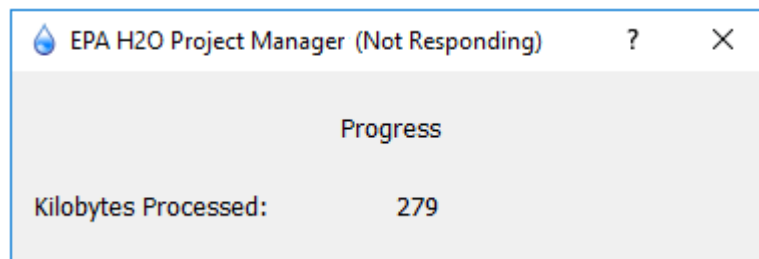 EPA H2O Project Manager (Not Responding) ?
Progress
Kilobytes Processed: 279